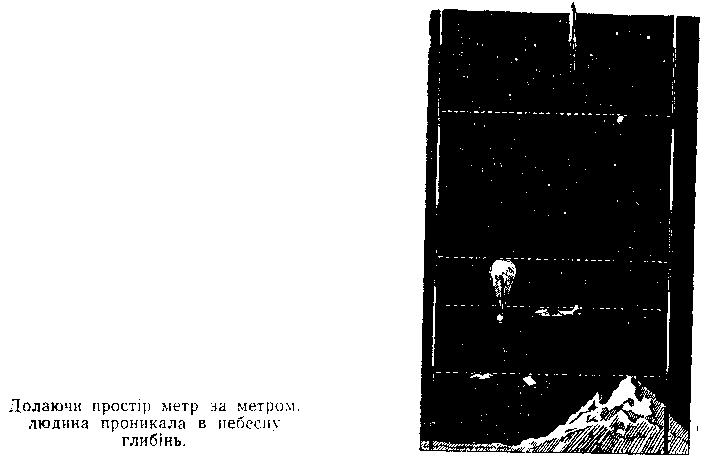 Долаючи простір метр за метром,
людина проникала в небесну
глибінь.